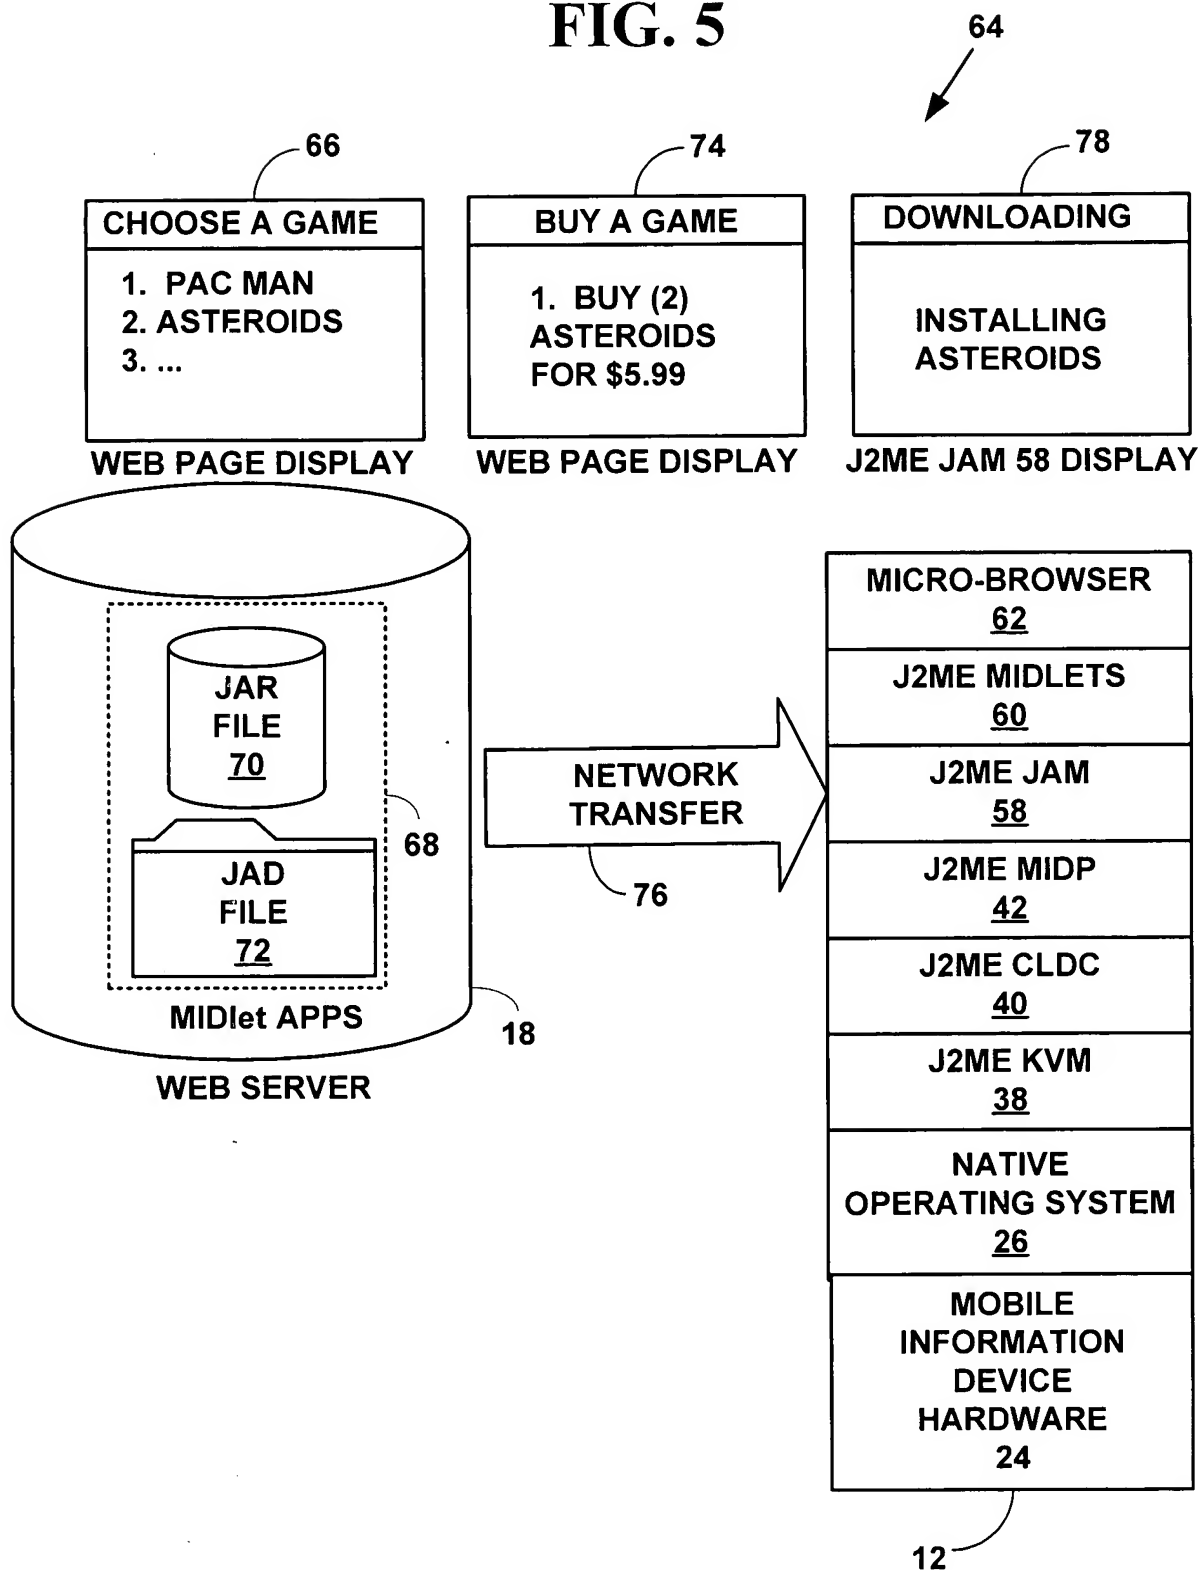 FIG. 5
64
66
74
78
CHOOSE A GAME
1. PAC MAN
2. ASTEROIDS
3. ...
WEB PAGE DISPLAY
BUY A GAME
1. BUY (2)
ASTEROIDS
FOR $5.99
WEB PAGE DISPLAY
DOWNLOADING
INSTALLING
ASTEROIDS
J2ME JAM 58 DISPLAY
JAR
FILE
70
68
JAD
FILE
72
MIDlet APPS
18
WEB SERVER
NETWORK
TRANSFER
76
MICRO-BROWSER
62
J2ME MIDLETS
60
J2ME JAM
58
J2ME MIDP
42
J2ME CLDC
40
J2ME KVM
38
NATIVE
OPERATING SYSTEM
26
MOBILE
INFORMATION
DEVICE
HARDWARE
24
12